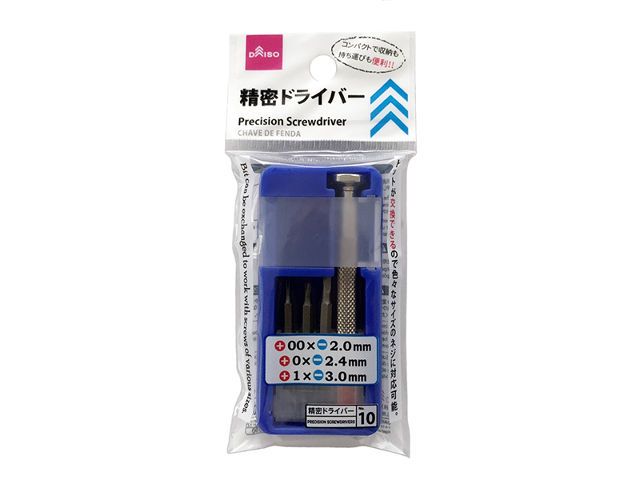 DAISO
コンパクトで収納も
持ち運びも便利!!
精密ドライバー
Precision Screwdriver
CHAVE DE FENDA
Bit can be exchanged to work with screws of various sizes.
ットが交換できるので色々なサイズのネジに対応可能。
+00×-2.0mm
+0×-2.4mm
+1×-3.0mm
精密ドライバー
PRECISION SCREWDRIVERS
No
10